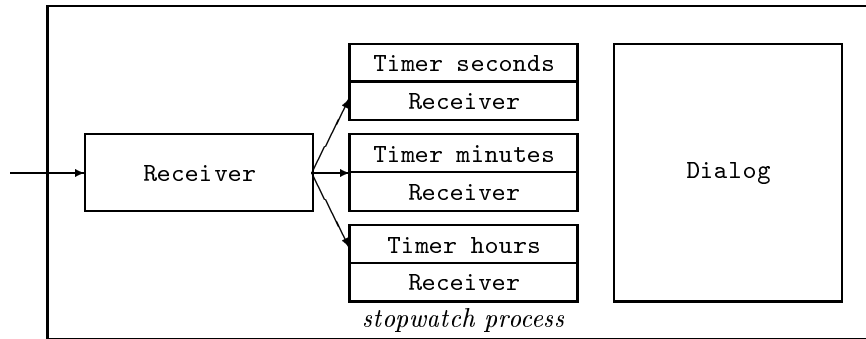 Receiver
Timer seconds
Receiver
Timer minutes
Receiver
Timer hours
Receiver
Dialog
stopwatch process